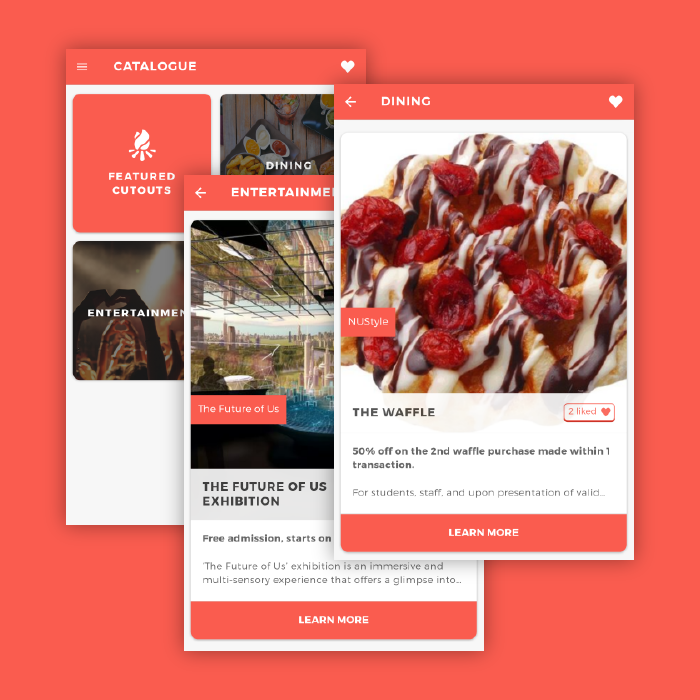 CATALOGUE
FEATURED
CUTOUTS
DINING
ENTERTAINMEN
ENTERTAINMEN
The Future of Us
THE FUTURE OF US
EXHIBITION
Free admission, starts on
'The Future of Us' exhibition is an immersive and
multi-sensory experience that offers a glimpse into...
LEARN MORE
DINING
NUStyle
THE WAFFLE
2 liked
50% off on the 2nd waffle purchase made within 1
transaction.
For students, staff, and upon presentation of valid...
LEARN MORE